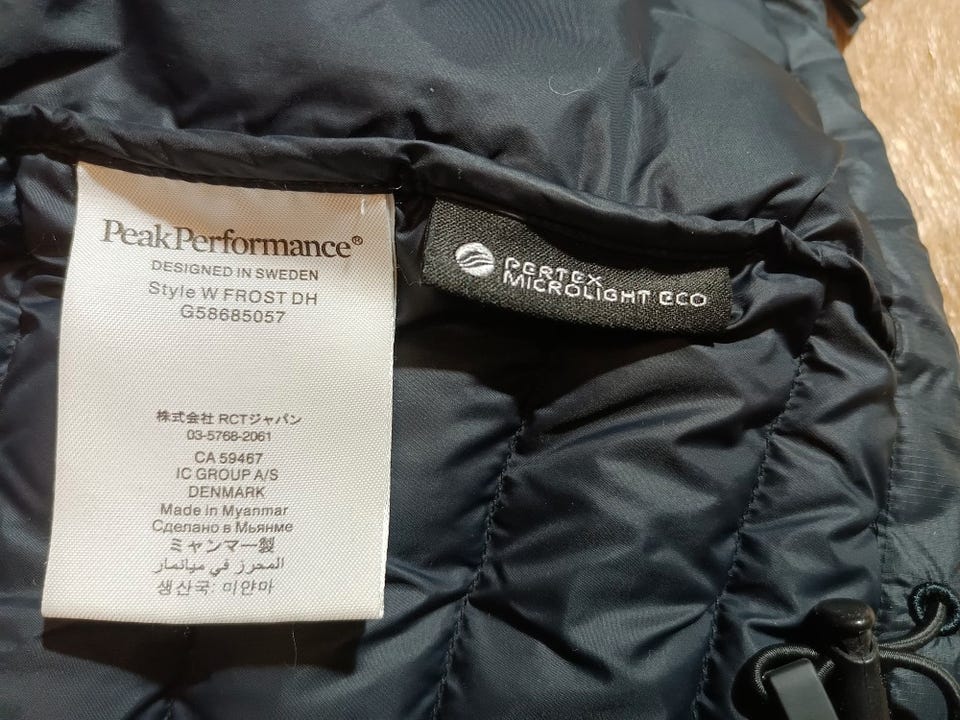 PeakPerformance®
DESIGNED IN SWEDEN
Style W FROST DH
G58685057
株式会社 RCTジャパン
03-5768-2061
CA 59467
IC GROUP A/S
DENMARK
Made in Myanmar
Сделано в Мьянме
ミャンマー製
المحرز في ميانمار
생산국: 미얀마
PERTEX
MICROLIGHT ECO